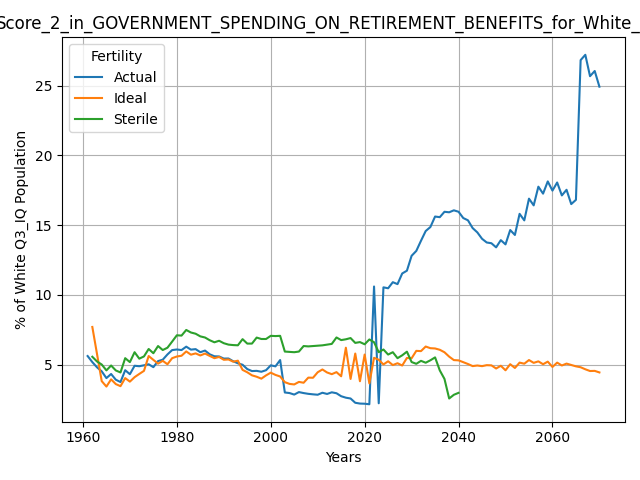 Score_2_in_GOVERNMENT_SPENDING_ON_RETIREMENT_BENEFITS_for_White_
Fertility
Actual
Ideal
Sterile
% of White Q3_IQ Population
25
20
15
10
5
1960 1980 2000 2020 2040 2060
Years